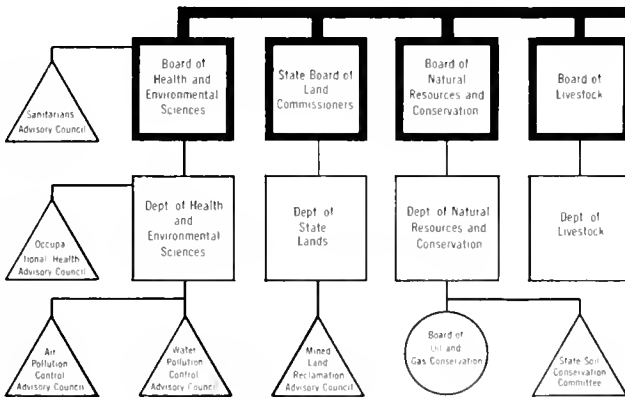 Board of
Health and
Environmental
Sciences
State Board of
Land
Commissioners
Board of
Natural
Resources and
Conservation
Board of
Livestock
Sanitarians
Advisory Council
Dept of Health
and
Environmental
Sciences
Dept of
State
Lands
Dept of Natural
Resources and
Conservation
Dept of
Livestock
Occupa
tional Health
Advisory Council
Air
Pollution
Control
Advisory Council
Water
Pollution
Control
Advisory Council
Mined
Land
Reclamation
Advisory Council
Board of
Oil and
Gas Conservation
State Soil
Conservation
Committee